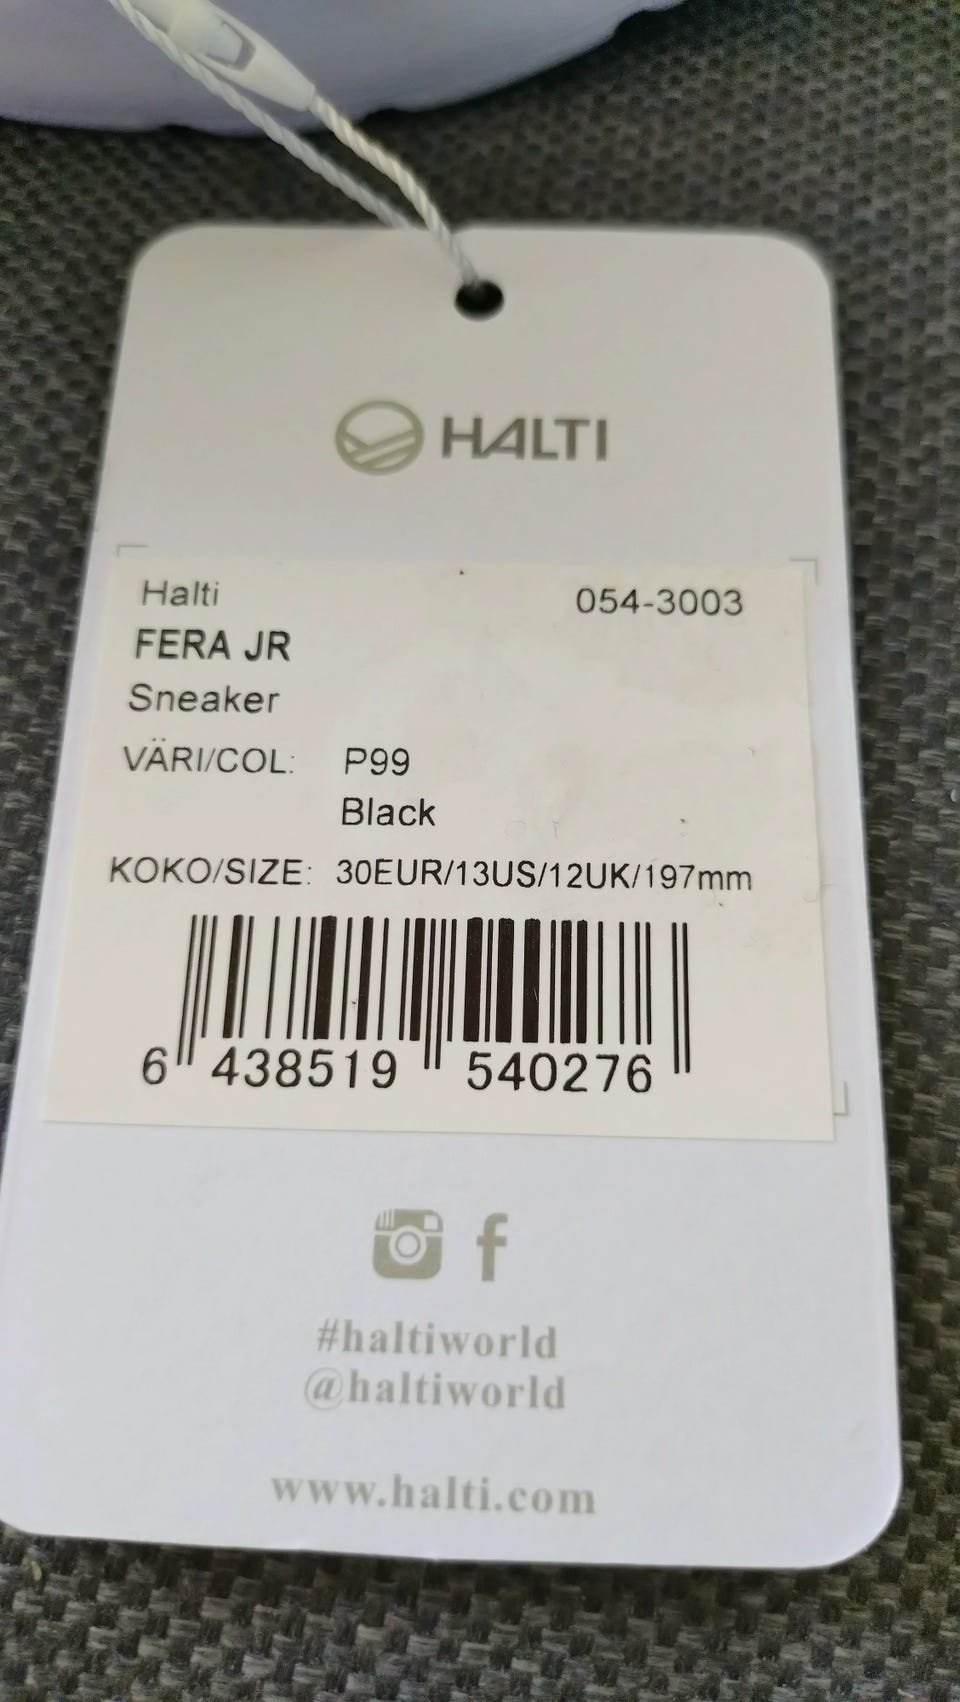 HALTI
Halti 054-3003
FERA JR
Sneaker
VÄRI/COL: P99
Black
KOKO/SIZE: 30EUR/13US/12UK/197mm
6 438519 540276
#haltiworld
@haltiworld
www.halti.com